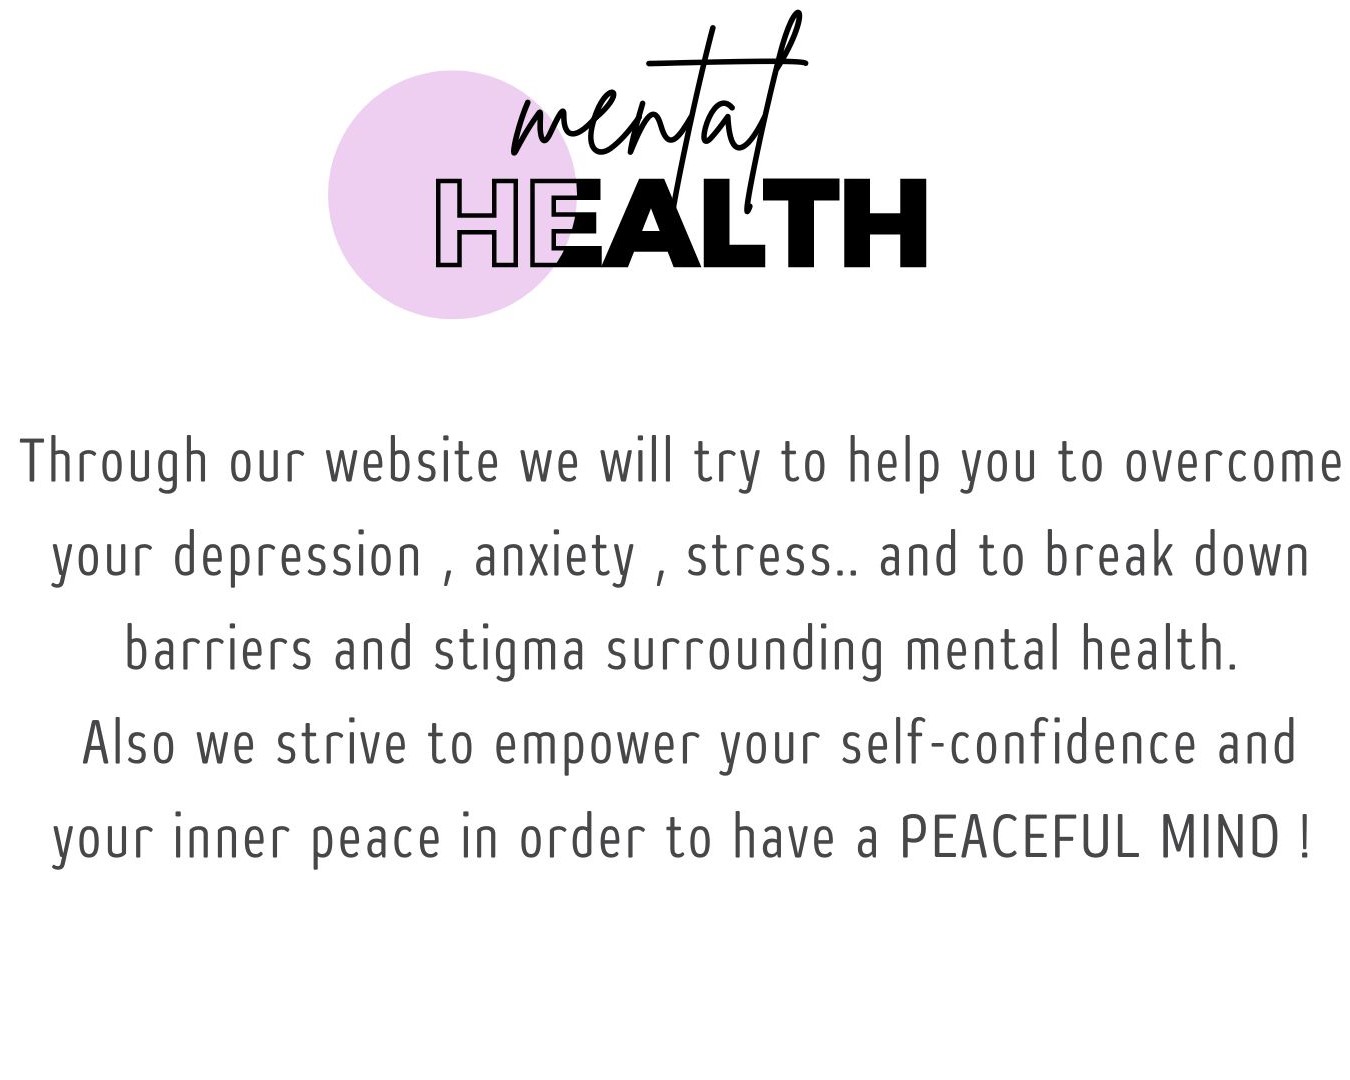 mental
HEALTH
Through our website we will try to help you to overcome
your depression , anxiety , stress.. and to break down
barriers and stigma surrounding mental health.
Also we strive to empower your self-confidence and
your inner peace in order to have a PEACEFUL MIND !